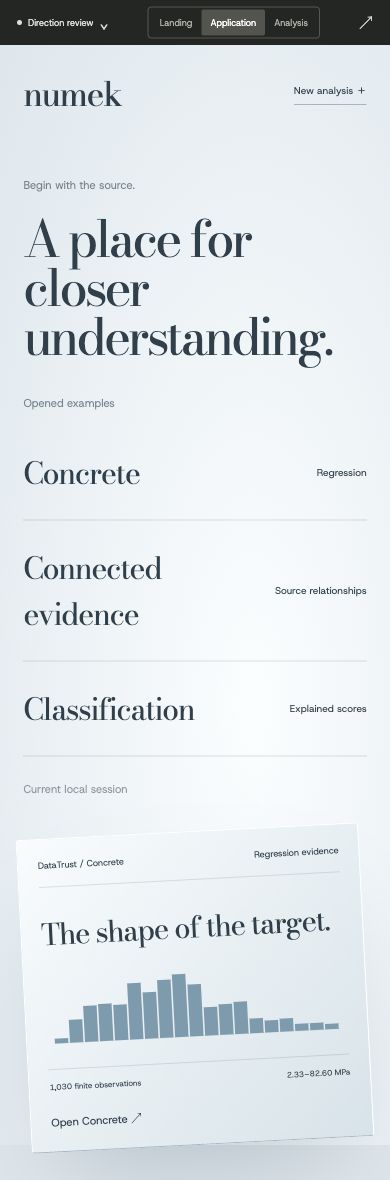 Direction review
Landing Application Analysis
numek
New analysis +
Begin with the source.
A place for
closer
understanding.
Opened examples
Concrete
Regression
Connected
evidence
Source relationships
Classification
Explained scores
Current local session
DataTrust / Concrete
Regression evidence
The shape of the target.
1,030 finite observations
2.33–82.60 MPa
Open Concrete